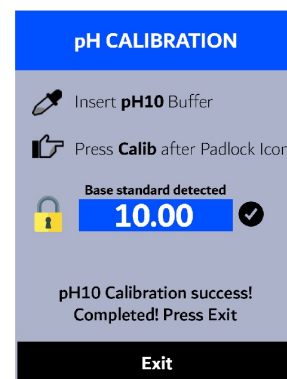 pH CALIBRATION
Insert pH10 Buffer
Press Calib after Padlock Icon
Base standard detected
10.00
pH10 Calibration success!
Completed! Press Exit
Exit